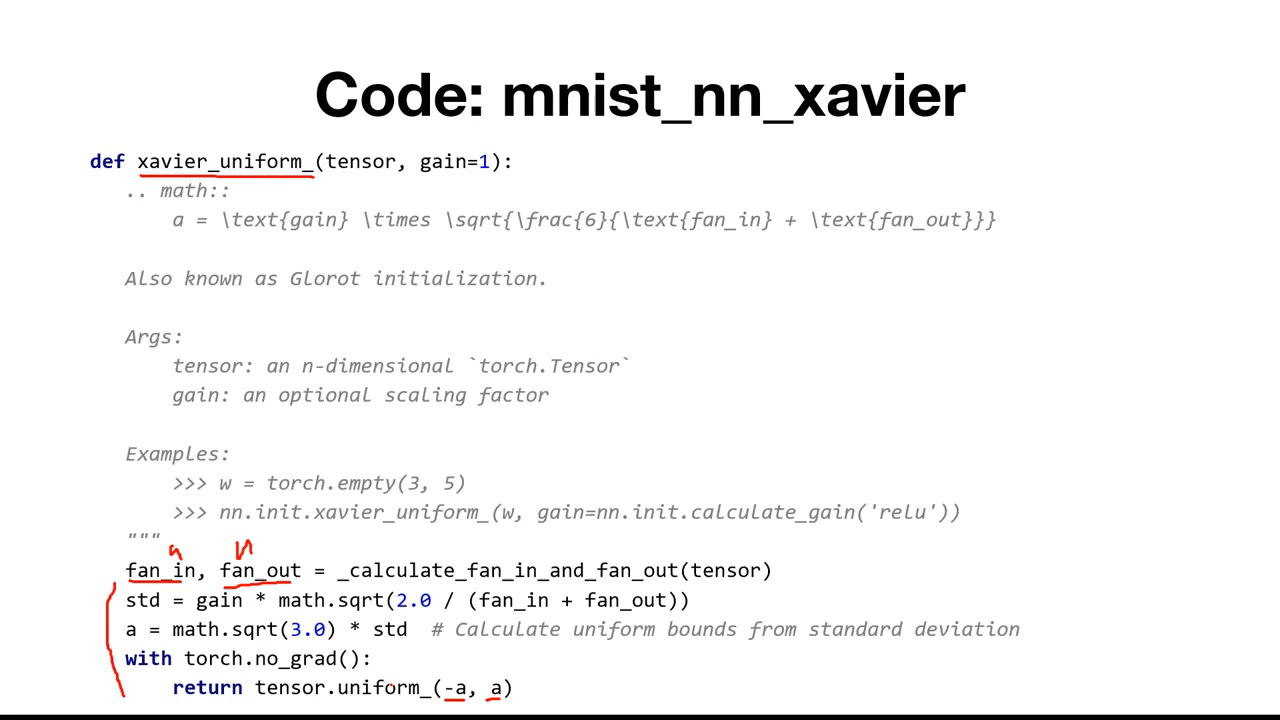 Code: mnist_nn_xavier
def xavier_uniform_(tensor, gain=1):
.. math::
a = \text{gain} \times \sqrt{\frac{6}{\text{fan_in} + \text{fan_out}}}
Also known as Glorot initialization.
Args:
tensor: an n-dimensional `torch.Tensor`
gain: an optional scaling factor
Examples:
>>> w = torch.empty(3, 5)
>>> nn.init.xavier_uniform_(w, gain=nn.init.calculate_gain('relu'))
"""
fan_in, fan_out = _calculate_fan_in_and_fan_out(tensor)
std = gain * math.sqrt(2.0 / (fan_in + fan_out))
a = math.sqrt(3.0) * std  # Calculate uniform bounds from standard deviation
with torch.no_grad():
return tensor.uniform_(-a, a)